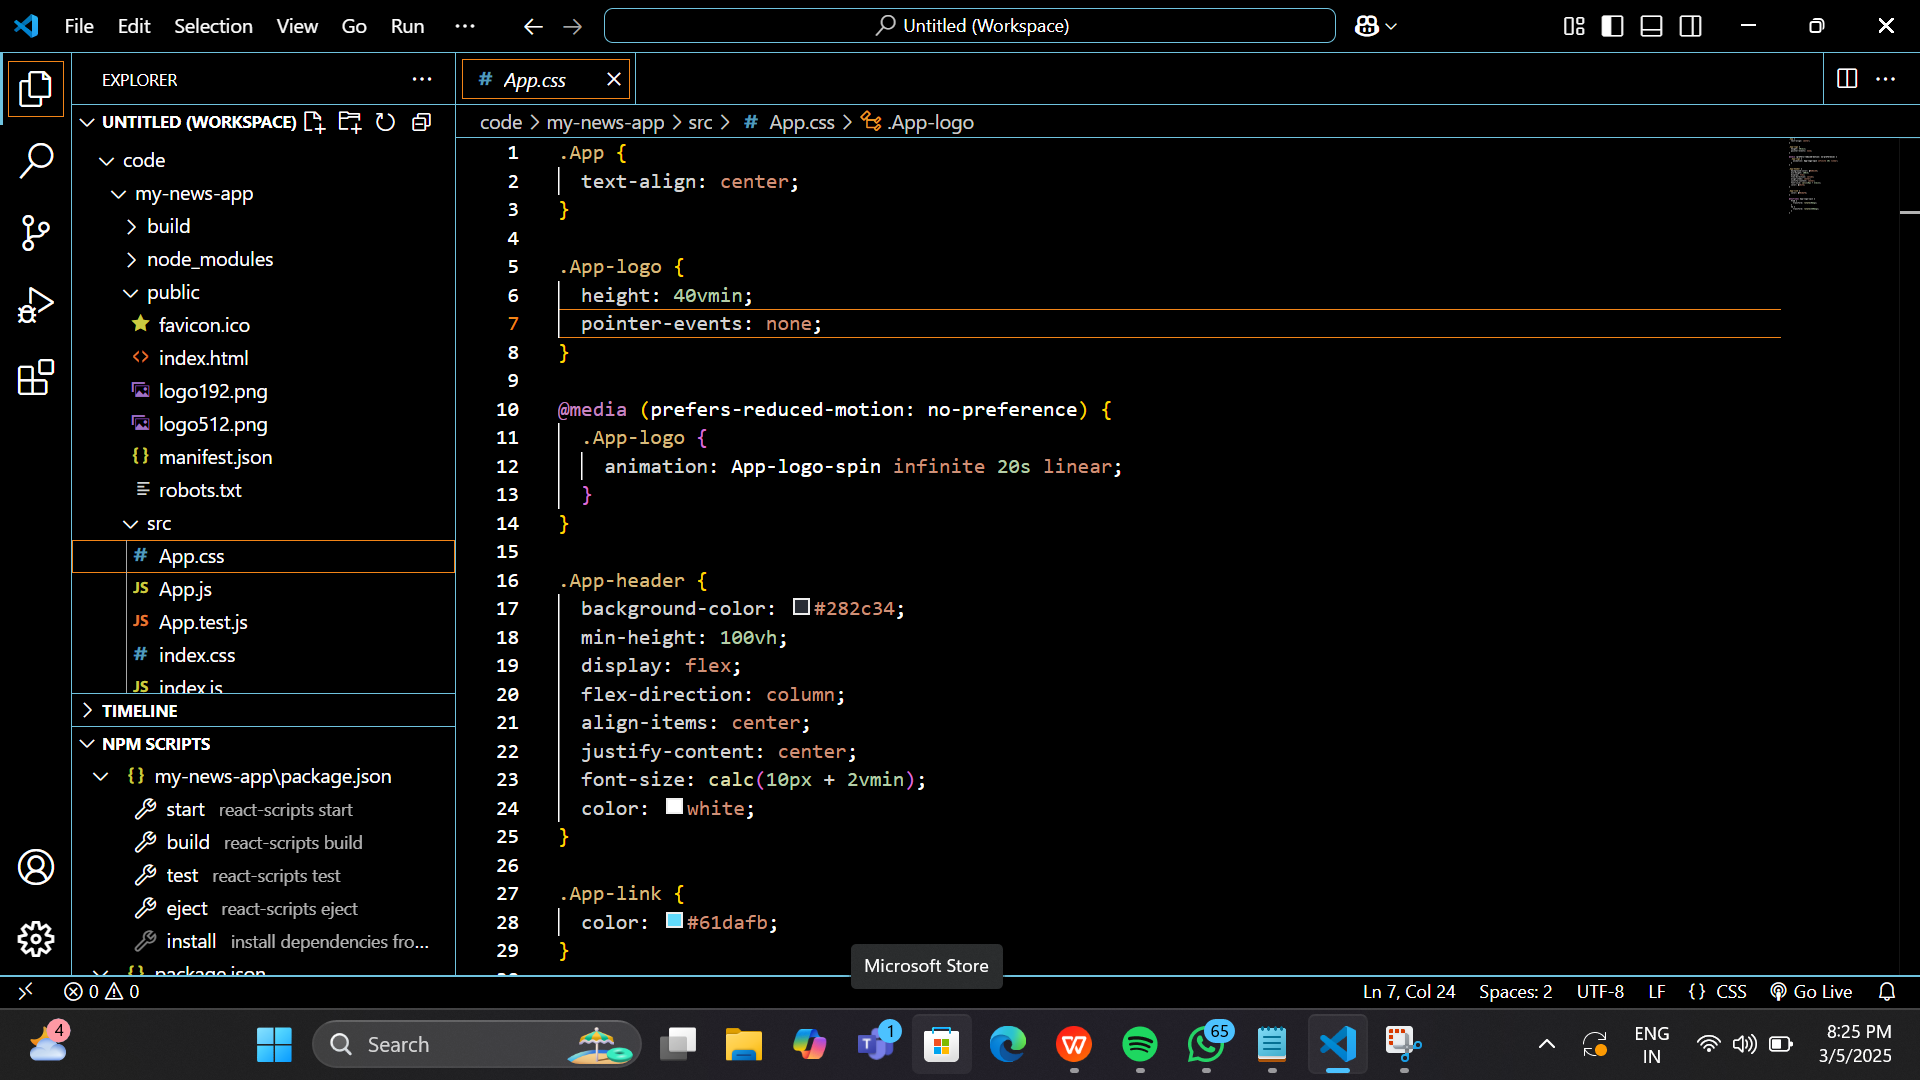 File Edit Selection View Go Run ··· Untitled (Workspace)
EXPLORER ···
# App.css
UNTITLED (WORKSPACE)
code > my-news-app > src > # App.css > .App-logo
code
my-news-app
build
node_modules
public
favicon.ico
<> index.html
logo192.png
logo512.png
{} manifest.json
robots.txt
src
# App.css
JS App.js
JS App.test.js
# index.css
JS index.js
TIMELINE
NPM SCRIPTS
{} my-news-app\package.json
start react-scripts start
build react-scripts build
test react-scripts test
eject react-scripts eject
install install dependencies fro...
{} package.json
1 .App {
2 text-align: center;
3 }
4
5 .App-logo {
6 height: 40vmin;
7 pointer-events: none;
8 }
9
10 @media (prefers-reduced-motion: no-preference) {
11 .App-logo {
12 animation: App-logo-spin infinite 20s linear;
13 }
14 }
15
16 .App-header {
17 background-color: #282c34;
18 min-height: 100vh;
19 display: flex;
20 flex-direction: column;
21 align-items: center;
22 justify-content: center;
23 font-size: calc(10px + 2vmin);
24 color: white;
25 }
26
27 .App-link {
28 color: #61dafb;
29 }
Microsoft Store
0 0 Ln 7, Col 24 Spaces: 2 UTF-8 LF {} CSS Go Live
4 Search 1 65 ENG 8:25 PM
IN 3/5/2025